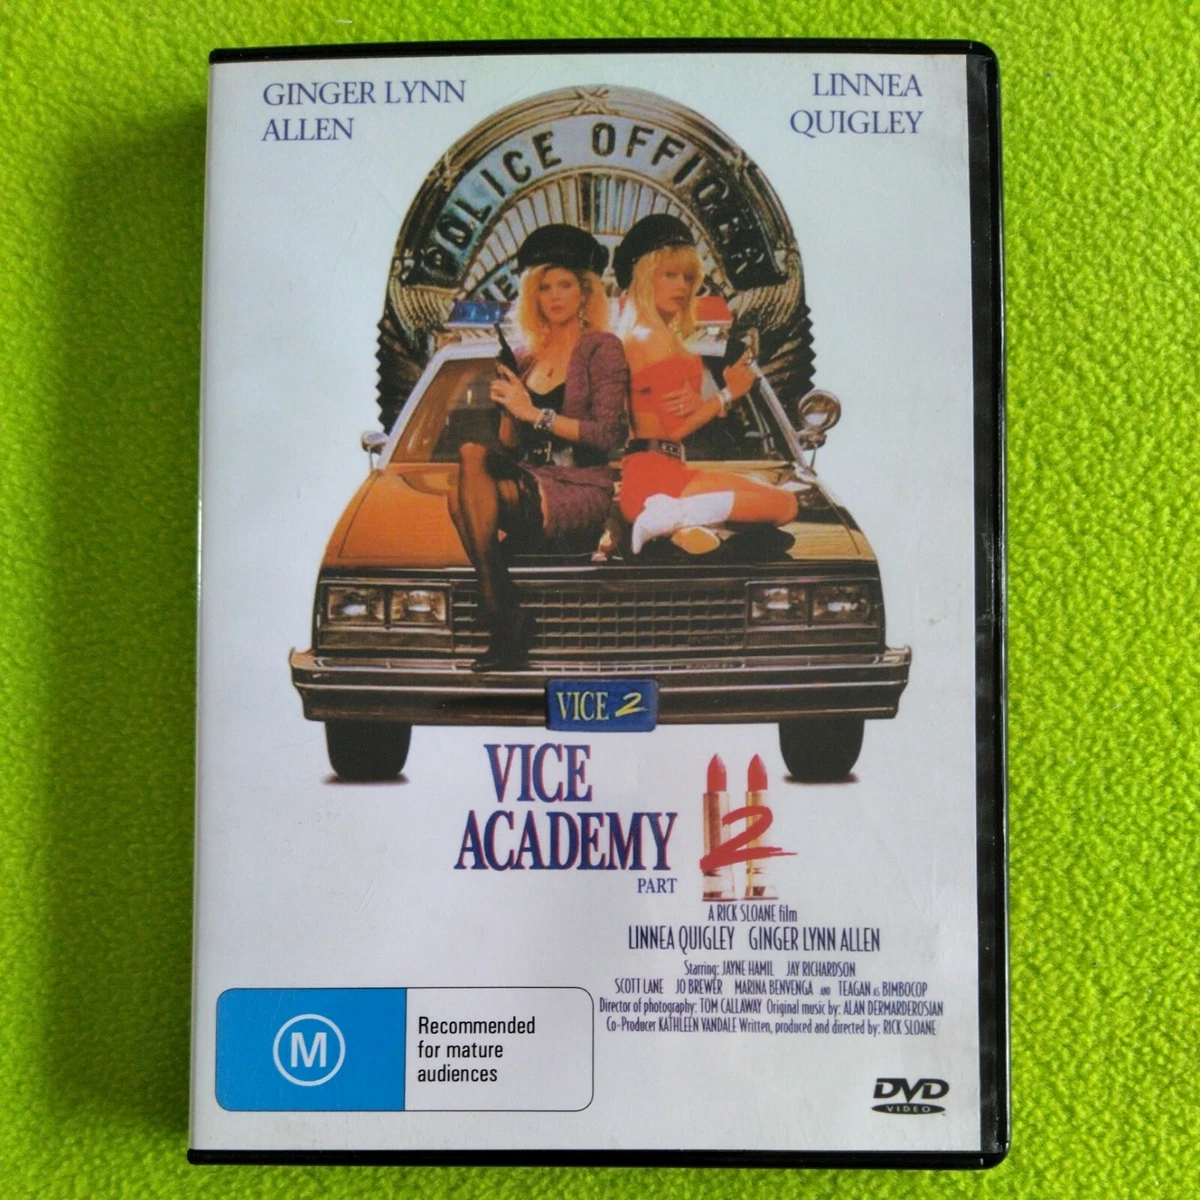 GINGER LYNN
ALLEN
LINNEA
QUIGLEY
POLICE OFFICER
VICE 2
VICE
ACADEMY
PART 2
A RICK SLOANE film
LINNEA QUIGLEY GINGER LYNN ALLEN
Starring: JAYNE HAMIL JAY RICHARDSON
SCOTT LANE JO BREWER MARINA BENVENGA AND TEAGAN AS BIMBOCOP
Director of photography: TOM CALLAWAY Original music by: ALAN DERMARDEROSIAN
Co-Producer KATHLEEN VANDALE Written, produced and directed by: RICK SLOANE
M
Recommended
for mature
audiences
DVD
VIDEO